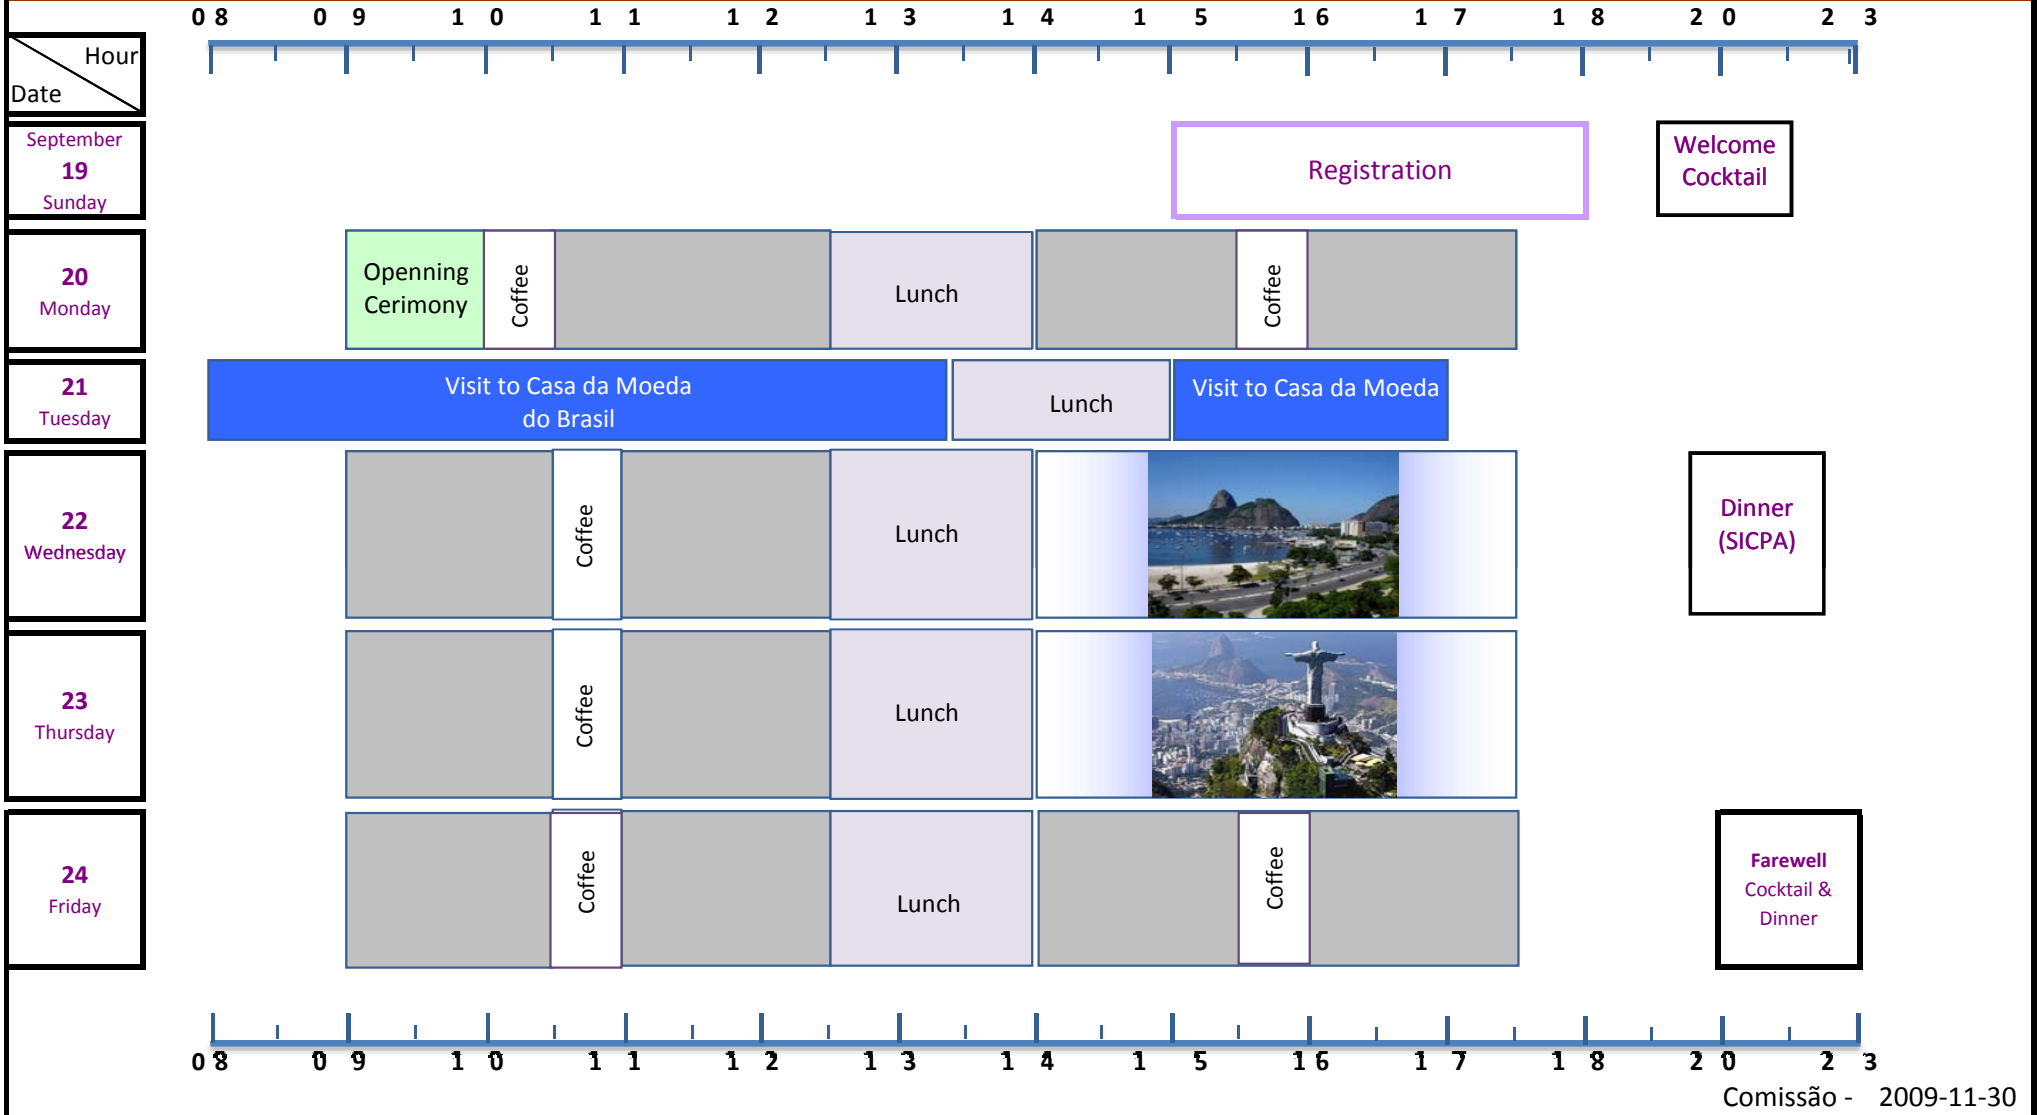 08 09 10 11 12 13 14 15 16 17 18 20 23
Hour
Date
September
19
Sunday
Registration
Welcome
Cocktail
20
Monday
Openning
Cerimony
Coffee
Lunch
Coffee
21
Tuesday
Visit to Casa da Moeda
do Brasil
Lunch
Visit to Casa da Moeda
22
Wednesday
Coffee
Lunch
Dinner
(SICPA)
23
Thursday
Coffee
Lunch
24
Friday
Coffee
Lunch
Coffee
Farewell
Cocktail &
Dinner
08 09 10 11 12 13 14 15 16 17 18 20 23
Comissão - 2009-11-30